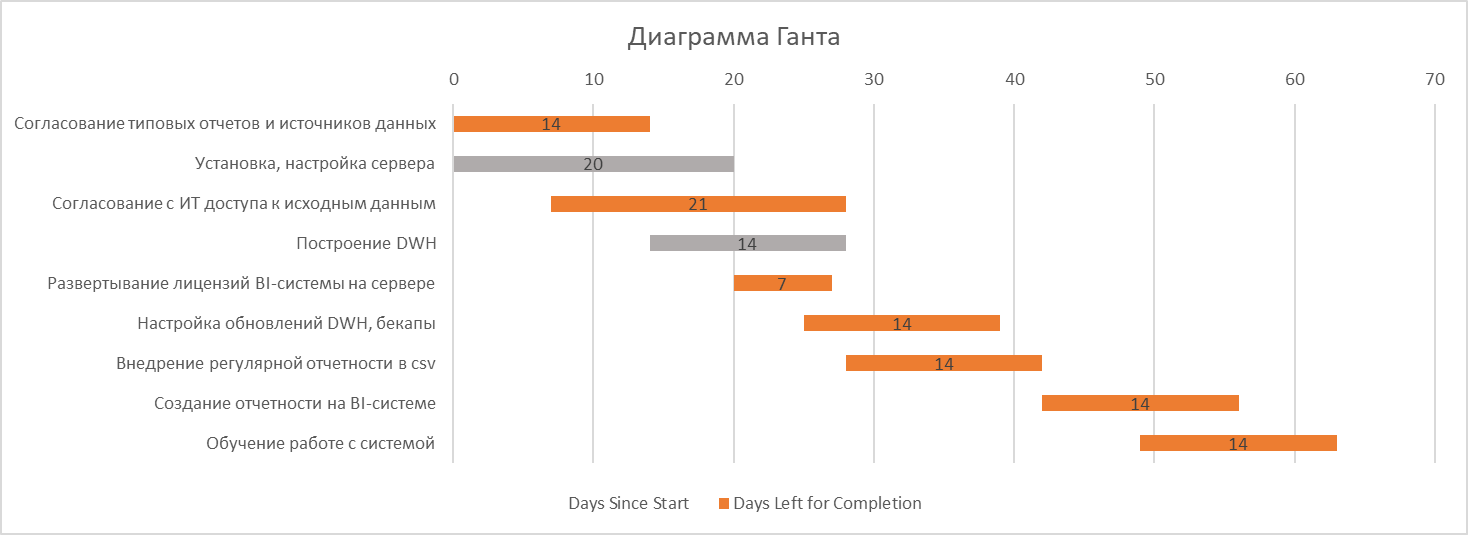 Диаграмма Ганта
0 10 20 30 40 50 60 70
Согласование типовых отчетов и источников данных 14
Установка, настройка сервера 20
Согласование с ИТ доступа к исходным данным 21
Построение DWH 14
Развертывание лицензий BI-системы на сервере 7
Настройка обновлений DWH, бекапы 14
Внедрение регулярной отчетности в csv 14
Создание отчетности на BI-системе 14
Обучение работе с системой 14
Days Since Start Days Left for Completion